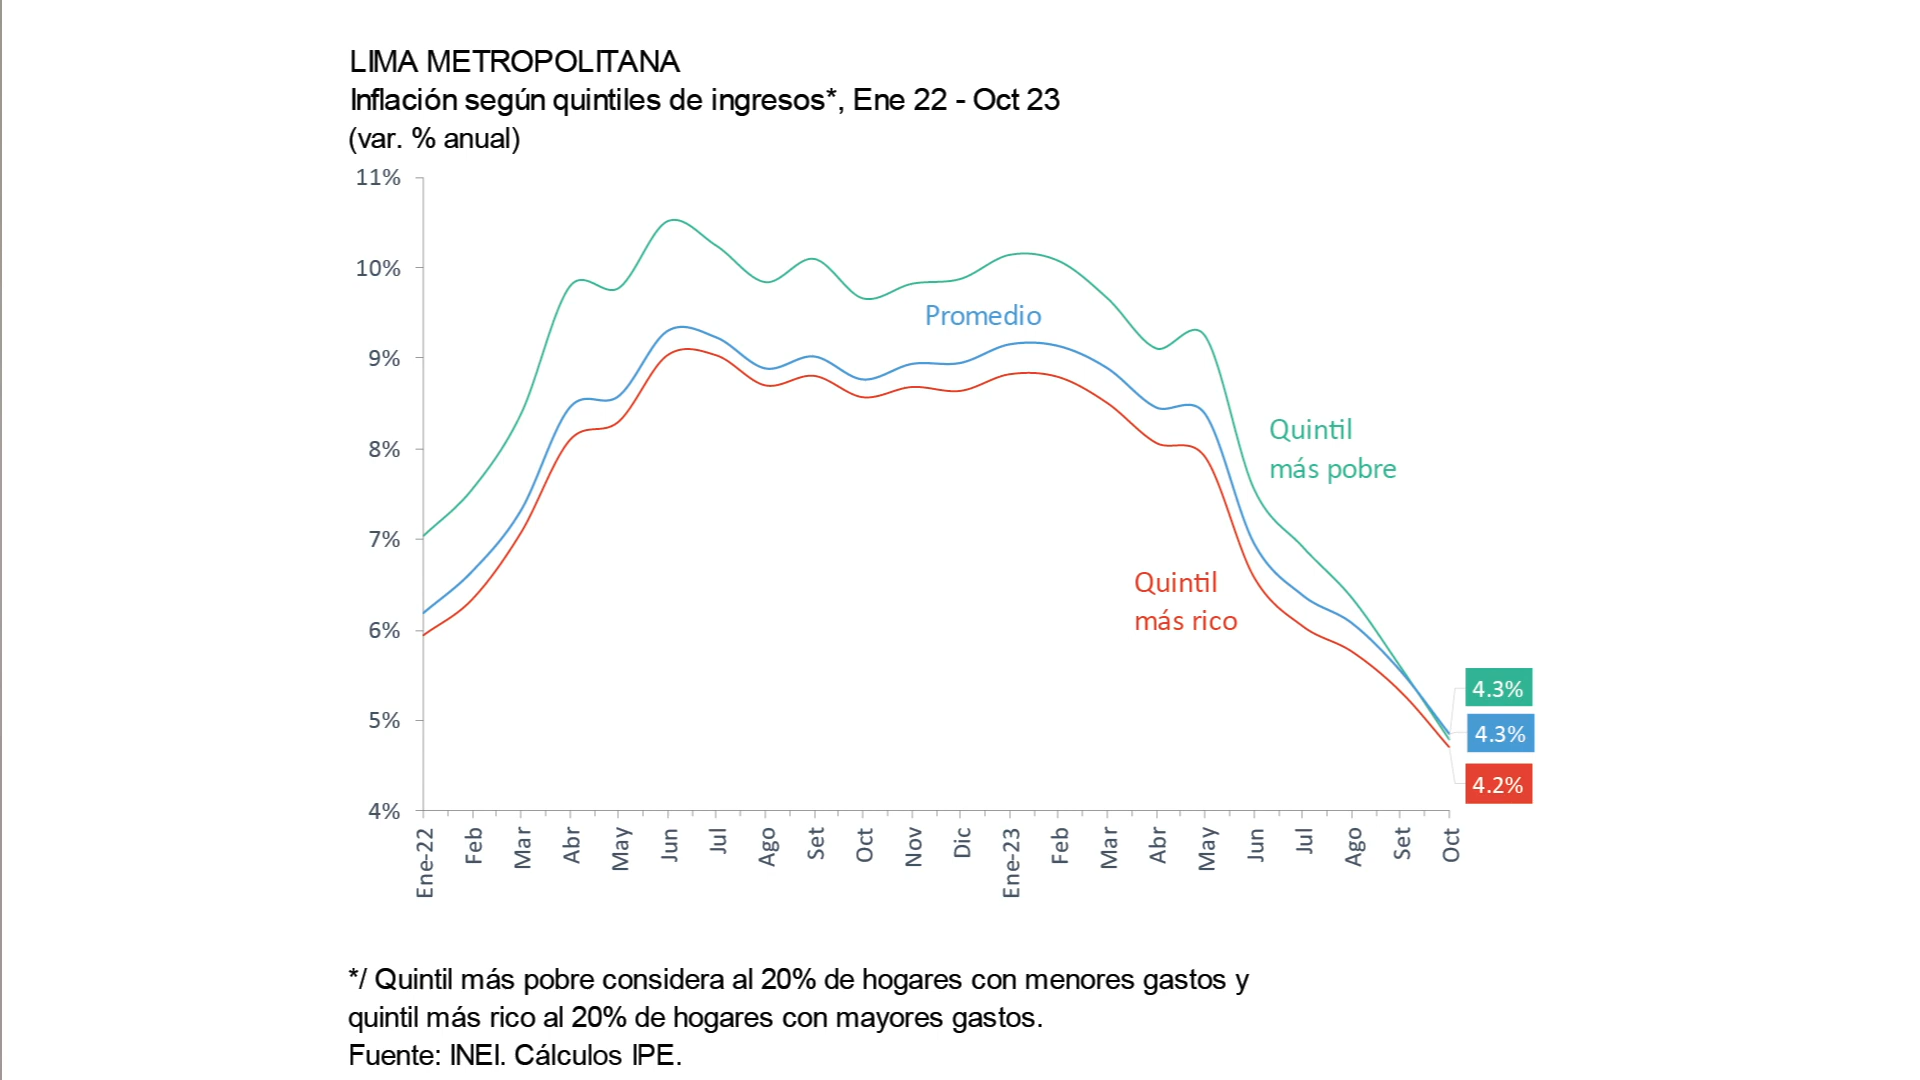 LIMA METROPOLITANA
Inflación según quintiles de ingresos*, Ene 22 - Oct 23
(var. % anual)
11%
10%
9%
8%
7%
6%
5%
4%
Promedio
Quintil
más pobre
Quintil
más rico
4.3%
4.3%
4.2%
Ene-22
Feb
Mar
Abr
May
Jun
Jul
Ago
Set
Oct
Nov
Dic
Ene-23
Feb
Mar
Abr
May
Jun
Jul
Ago
Set
Oct
*/ Quintil más pobre considera al 20% de hogares con menores gastos y
quintil más rico al 20% de hogares con mayores gastos.
Fuente: INEI. Cálculos IPE.